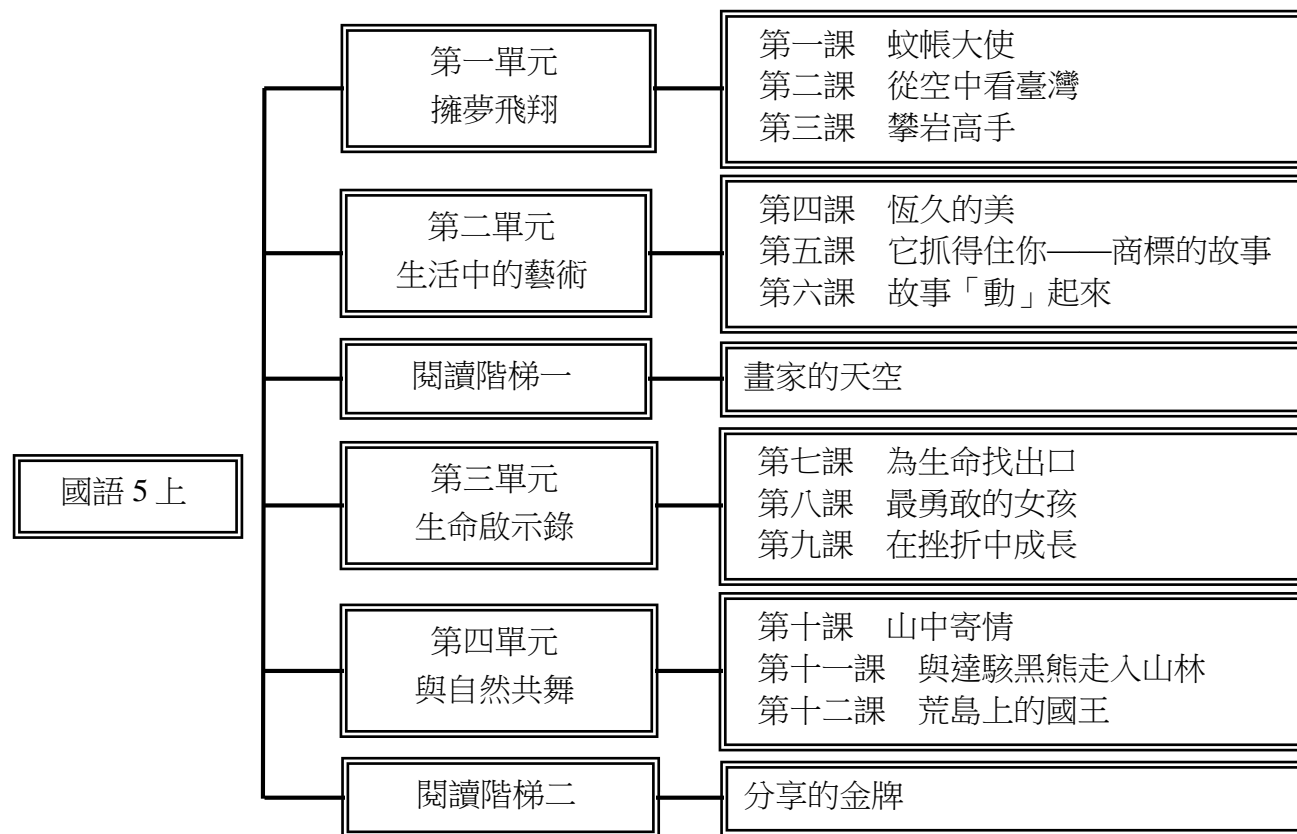 國語 5 上
第一單元
擁夢飛翔
第一課　蚊帳大使
第二課　從空中看臺灣
第三課　攀岩高手
第二單元
生活中的藝術
第四課　恆久的美
第五課　它抓得住你——商標的故事
第六課　故事「動」起來
閱讀階梯一
畫家的天空
第三單元
生命啟示錄
第七課　為生命找出口
第八課　最勇敢的女孩
第九課　在挫折中成長
第四單元
與自然共舞
第十課　山中寄情
第十一課　與達駭黑熊走入山林
第十二課　荒島上的國王
閱讀階梯二
分享的金牌